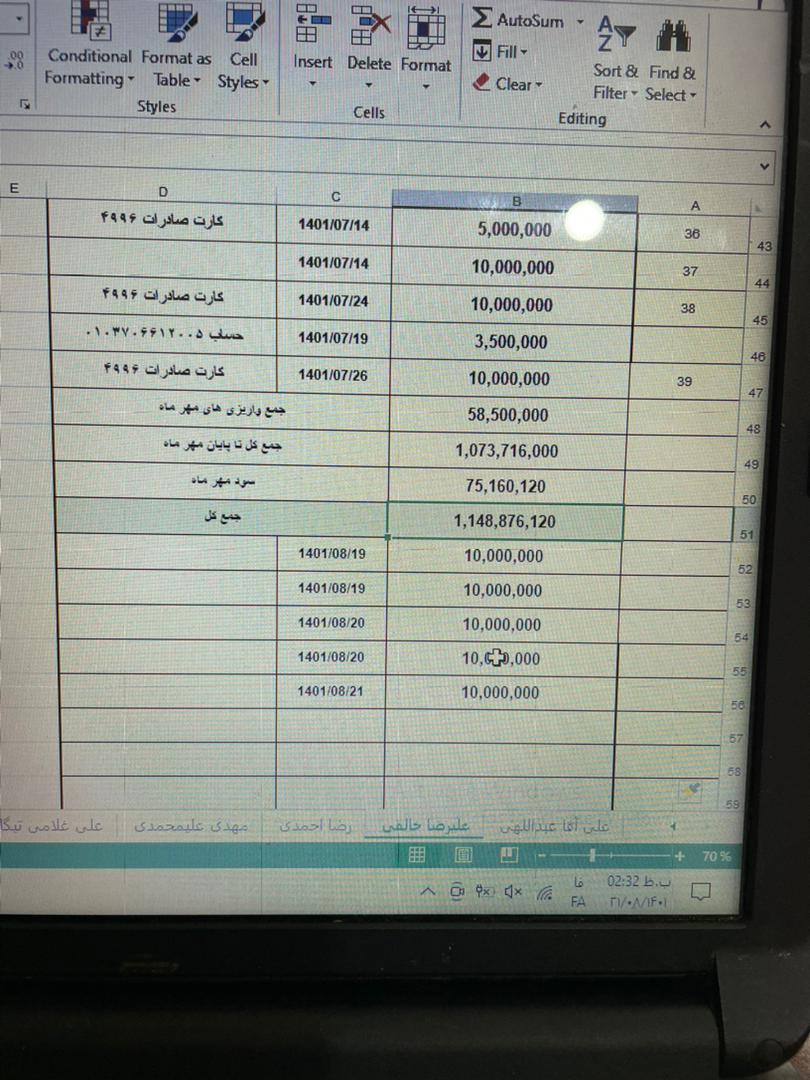 .00
→.0
Conditional Formatting
Format as Table
Cell Styles
Styles
Insert
Delete
Format
Cells
AutoSum
Fill
Clear
Sort & Filter
Find & Select
Editing
E D C B A
43 36 5,000,000 1401/07/14 کارت صادرات ۴۹۹۶
44 37 10,000,000 1401/07/14
45 38 10,000,000 1401/07/24 کارت صادرات ۴۹۹۶
46 3,500,000 1401/07/19 حساب ۰۱۰۳۷۰۶۶۱۲۰۰۵
47 39 10,000,000 1401/07/26 کارت صادرات ۴۹۹۶
48 58,500,000 جمع واریزی های مهر ماه
49 1,073,716,000 جمع کل تا پایان مهر ماه
50 75,160,120 سود مهر ماه
51 1,148,876,120 جمع کل
52 10,000,000 1401/08/19
53 10,000,000 1401/08/19
54 10,000,000 1401/08/20
55 1401/08/20
56 10,000,000 1401/08/21
57
58
59
علی آقا عبداللهی علیرضا خالقی رضا احمدی مهدی علیمحمدی علی غلامی
70%
02:32 ب.ظ
فا
FA
۲۱/۰۸/۱۴۰۱